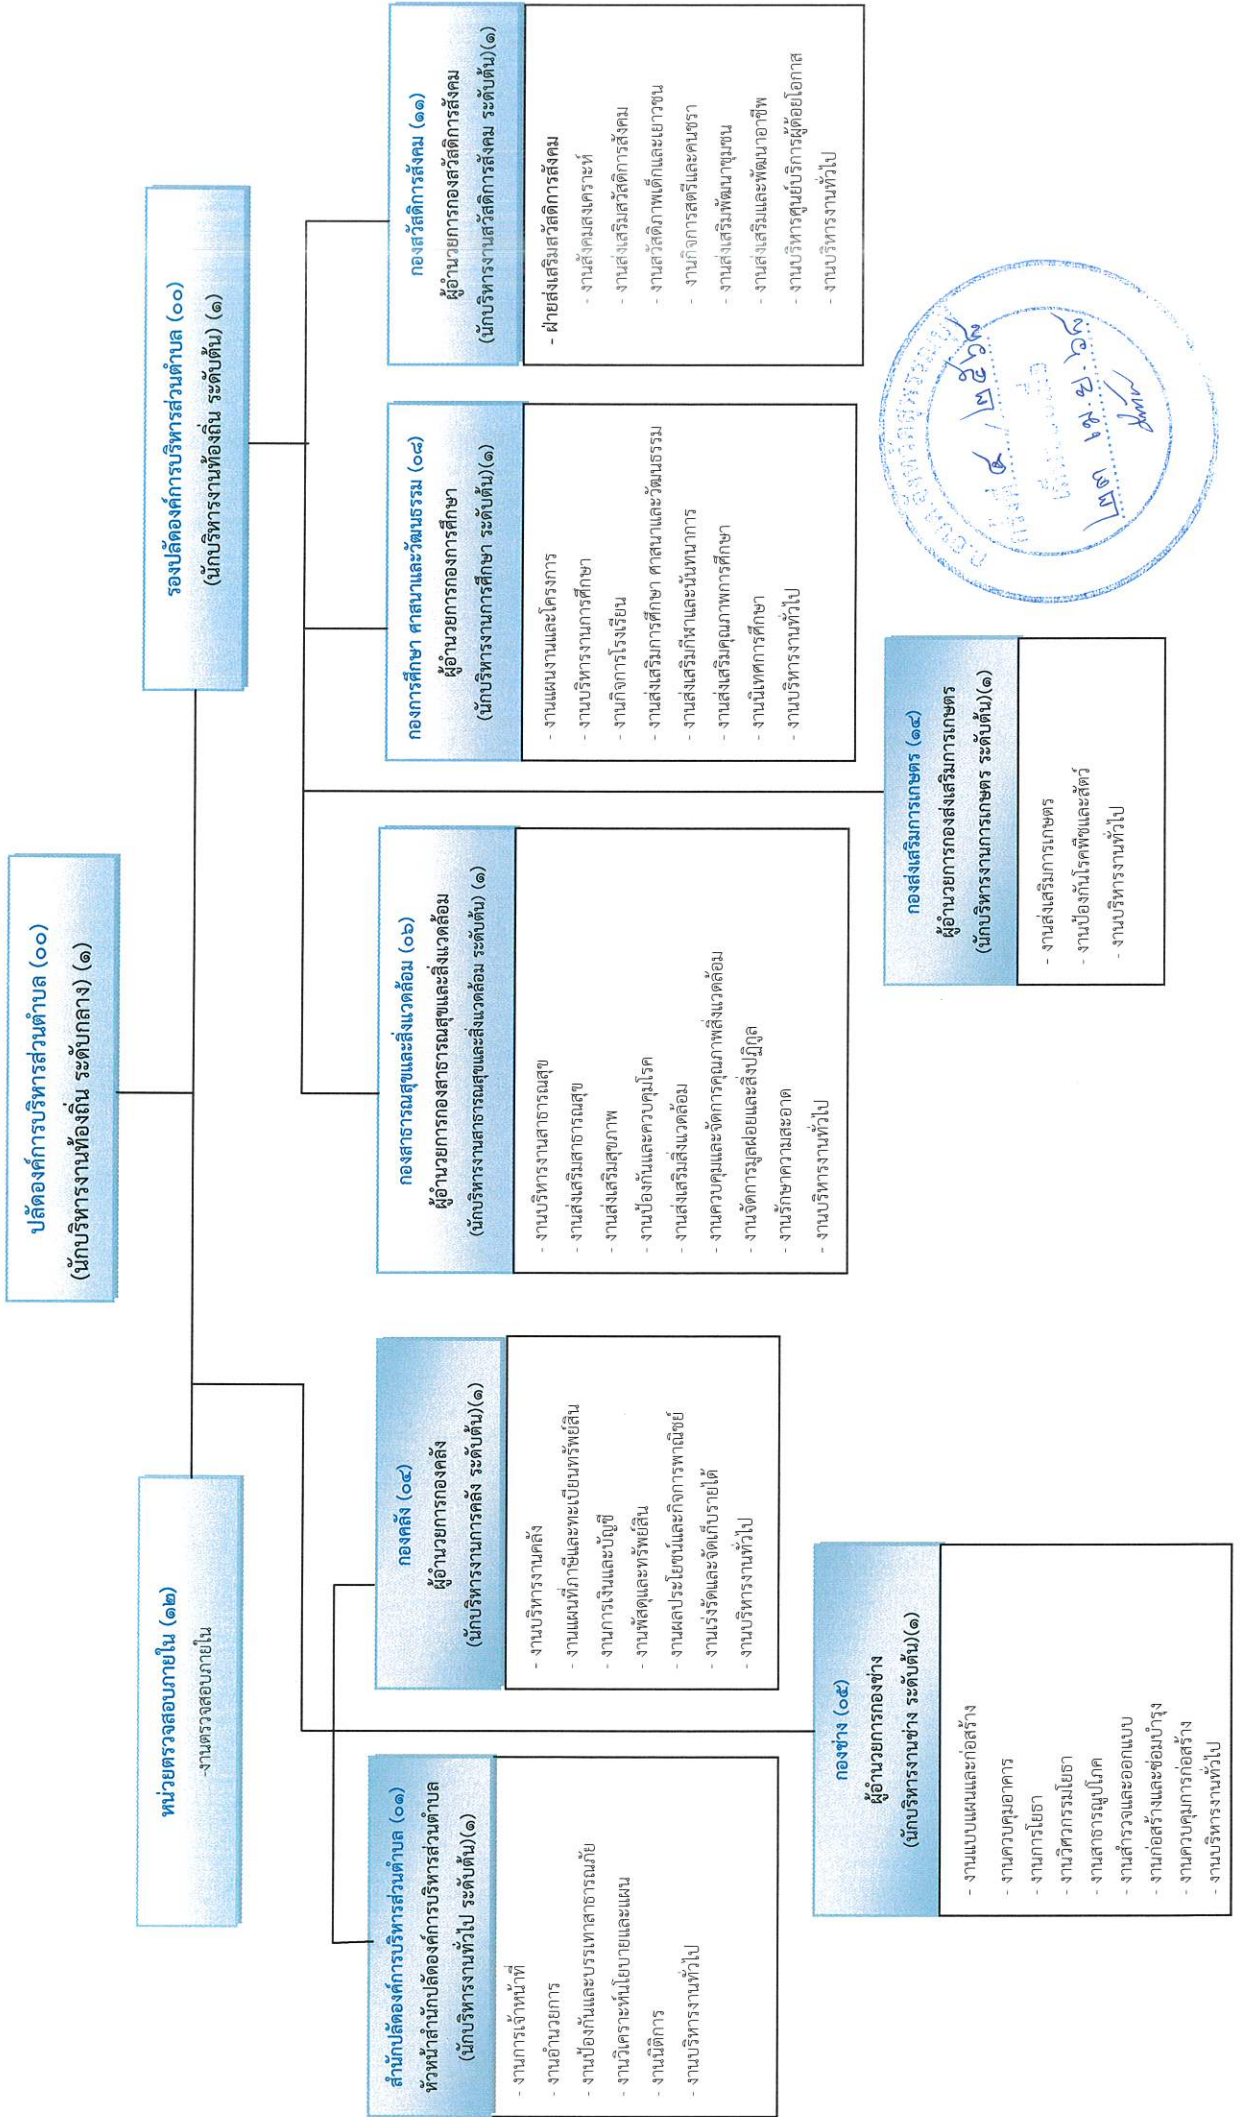 ปลัดองค์การบริหารส่วนตำบล (๐๐)
(นักบริหารงานท้องถิ่น ระดับกลาง) (๑)
หน่วยตรวจสอบภายใน (๑๒)
-งานตรวจสอบภายใน
รองปลัดองค์การบริหารส่วนตำบล (๐๐)
(นักบริหารงานท้องถิ่น ระดับต้น) (๑)
สำนักปลัดองค์การบริหารส่วนตำบล (๐๑)
หัวหน้าสำนักปลัดองค์การบริหารส่วนตำบล
(นักบริหารงานทั่วไป ระดับต้น)(๑)
- งานการเจ้าหน้าที่
- งานอำนวยการ
- งานป้องกันและบรรเทาสาธารณภัย
- งานวิเคราะห์นโยบายและแผน
- งานนิติการ
- งานบริหารงานทั่วไป
กองคลัง (๐๔)
ผู้อำนวยการกองคลัง
(นักบริหารงานการคลัง ระดับต้น)(๑)
- งานบริหารงานคลัง
- งานแผนที่ภาษีและทะเบียนทรัพย์สิน
- งานการเงินและบัญชี
- งานพัสดุและทรัพย์สิน
- งานผลประโยชน์และกิจการพาณิชย์
- งานเร่งรัดและจัดเก็บรายได้
- งานบริหารงานทั่วไป
กองสาธารณสุขและสิ่งแวดล้อม (๐๖)
ผู้อำนวยการกองสาธารณสุขและสิ่งแวดล้อม
(นักบริหารงานสาธารณสุขและสิ่งแวดล้อม ระดับต้น) (๑)
- งานบริหารงานสาธารณสุข
- งานส่งเสริมสาธารณสุข
- งานส่งเสริมสุขภาพ
- งานป้องกันและควบคุมโรค
- งานส่งเสริมสิ่งแวดล้อม
- งานควบคุมและจัดการคุณภาพสิ่งแวดล้อม
- งานจัดการมูลฝอยและสิ่งปฏิกูล
- งานรักษาความสะอาด
- งานบริหารงานทั่วไป
กองการศึกษา ศาสนาและวัฒนธรรม (๐๘)
ผู้อำนวยการกองการศึกษา
(นักบริหารงานการศึกษา ระดับต้น)(๑)
- งานแผนงานและโครงการ
- งานบริหารงานการศึกษา
- งานกิจการโรงเรียน
- งานส่งเสริมการศึกษา ศาสนาและวัฒนธรรม
- งานส่งเสริมกีฬาและนันทนาการ
- งานส่งเสริมคุณภาพการศึกษา
- งานนิเทศการศึกษา
- งานบริหารงานทั่วไป
กองสวัสดิการสังคม (๑๑)
ผู้อำนวยการกองสวัสดิการสังคม
(นักบริหารงานสวัสดิการสังคม ระดับต้น)(๑)
- ฝ่ายส่งเสริมสวัสดิการสังคม
- งานสังคมสงเคราะห์
- งานส่งเสริมสวัสดิการสังคม
- งานสวัสดิภาพเด็กและเยาวชน
- งานกิจการสตรีและคนชรา
- งานส่งเสริมพัฒนาชุมชน
- งานส่งเสริมและพัฒนาอาชีพ
- งานบริหารศูนย์บริการผู้ด้อยโอกาส
- งานบริหารงานทั่วไป
กองช่าง (๐๕)
ผู้อำนวยการกองช่าง
(นักบริหารงานช่าง ระดับต้น)(๑)
- งานแบบแผนและก่อสร้าง
- งานควบคุมอาคาร
- งานการโยธา
- งานวิศวกรรมโยธา
- งานสาธารณูปโภค
- งานสำรวจและออกแบบ
- งานก่อสร้างและซ่อมบำรุง
- งานควบคุมการก่อสร้าง
- งานบริหารงานทั่วไป
กองส่งเสริมการเกษตร (๑๔)
ผู้อำนวยการกองส่งเสริมการเกษตร
(นักบริหารงานการเกษตร ระดับต้น)(๑)
- งานส่งเสริมการเกษตร
- งานป้องกันโรคพืชและสัตว์
- งานบริหารงานทั่วไป
ครั้งที่ ๔ / ๒๕๖๗
เมื่อ
๒๓ เม.ย. ๖๗